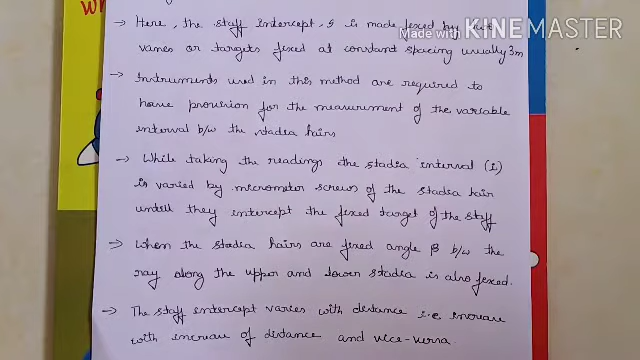 Made with KINEMASTER
→ Here, the staff intercept, S is made fixed by
vanes or targets fixed at constant spacing usually 3m
→ Instruments used in this method are required to
have provision for the measurement of the variable
interval b/w the stadia hairs
→ While taking the readings the stadia interval (i)
is varied by micrometer screws of the stadia hair
untill they intercept the fixed target of the staff
→ When the stadia hairs are fixed angle β b/w the
ray along the upper and lower stadia is also fixed.
→ The staff intercept varies with distance i.e increase
with increase of distance and vice-versa.